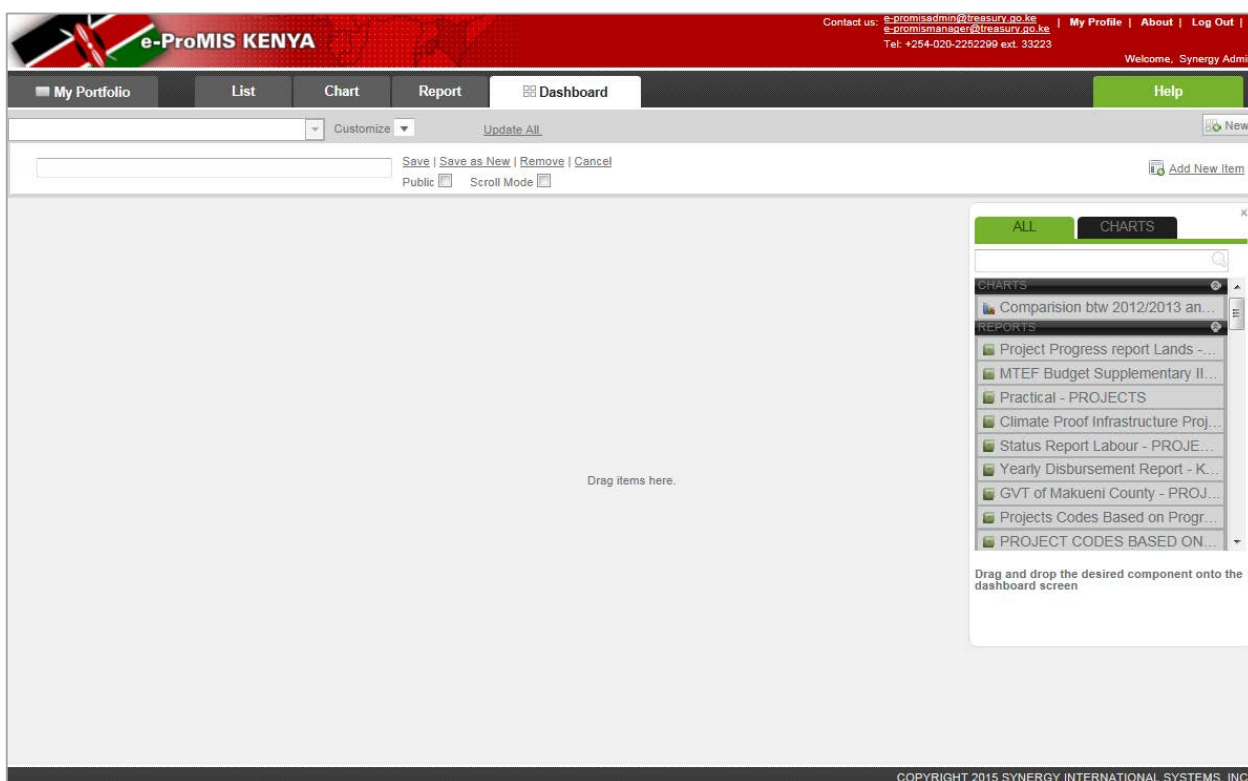 e-ProMIS KENYA
Contact us: e-promisadmin@treasury.go.ke | My Profile | About | Log Out |
e-promismanager@treasury.go.ke
Tel: +254-020-2252299 ext. 33223
Welcome, Synergy Admi
My Portfolio List Chart Report Dashboard Help
Customize Update All New
Save | Save as New | Remove | Cancel
Public Scroll Mode
Add New Item
x
ALL CHARTS
CHARTS
Comparision btw 2012/2013 an...
REPORTS
Project Progress report Lands -...
MTEF Budget Supplementary II...
Practical - PROJECTS
Climate Proof Infrastructure Proj...
Status Report Labour - PROJE...
Yearly Disbursement Report - K...
GVT of Makueni County - PROJ...
Projects Codes Based on Progr...
PROJECT CODES BASED ON...
Drag items here.
Drag and drop the desired component onto the
dashboard screen
COPYRIGHT 2015 SYNERGY INTERNATIONAL SYSTEMS, INC